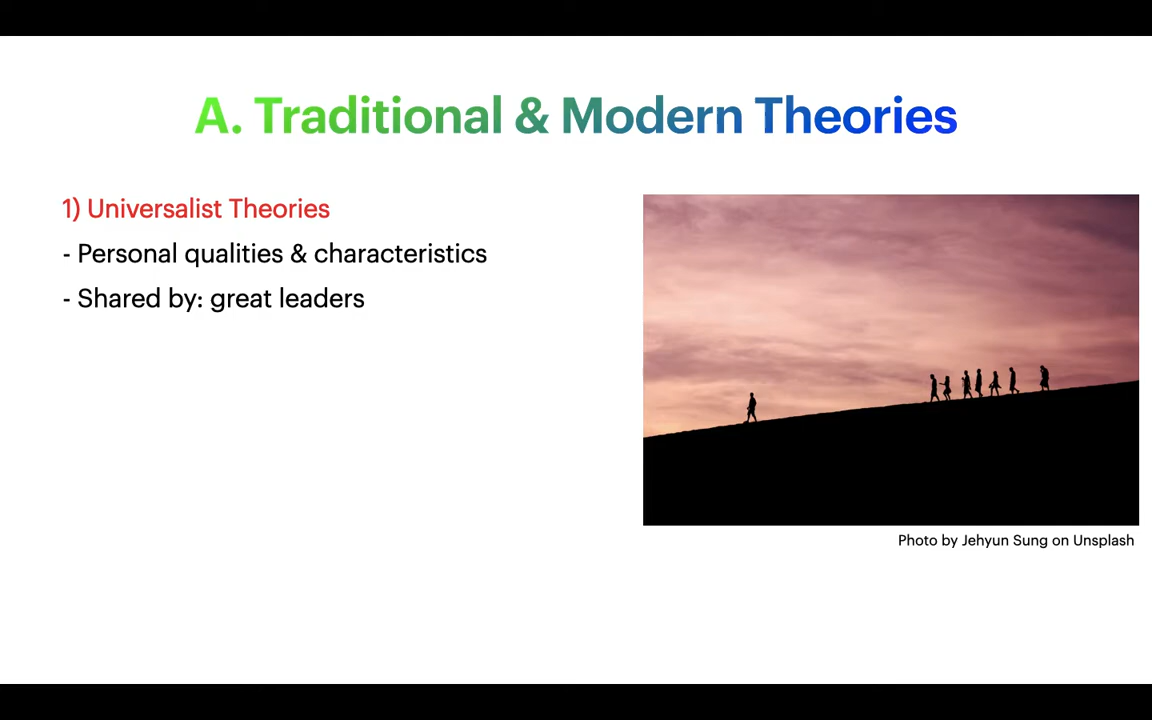 A. Traditional & Modern Theories
1) Universalist Theories
- Personal qualities & characteristics
- Shared by: great leaders
Photo by Jehyun Sung on Unsplash